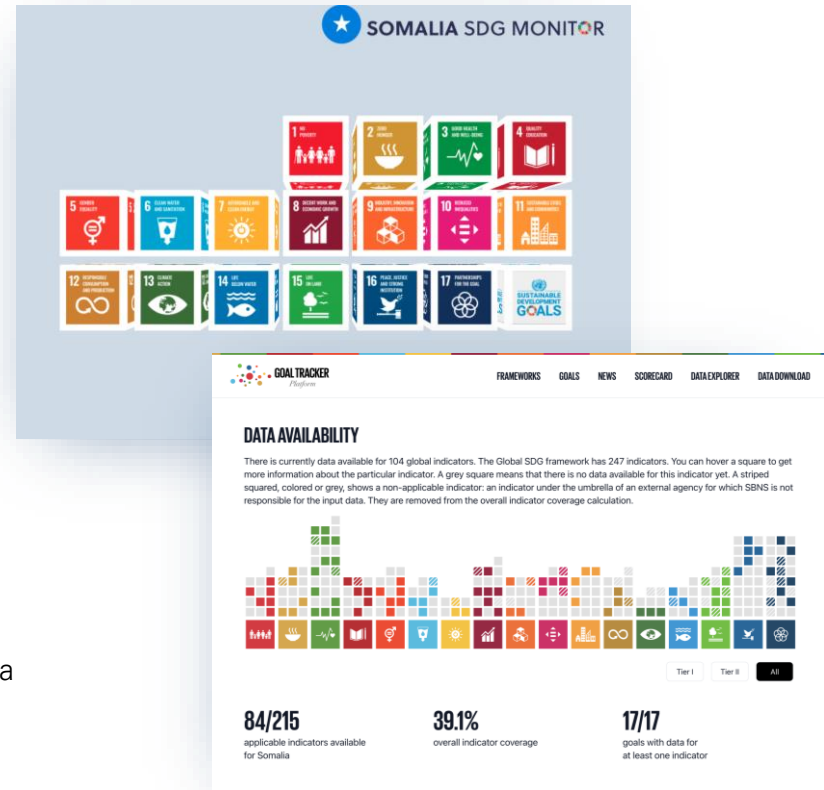 SOMALIA SDG MONITOR
1 NO POVERTY
2 ZERO HUNGER
3 GOOD HEALTH AND WELL-BEING
4 QUALITY EDUCATION
5 GENDER EQUALITY
6 CLEAN WATER AND SANITATION
7 AFFORDABLE AND CLEAN ENERGY
8 DECENT WORK AND ECONOMIC GROWTH
9 INDUSTRY, INNOVATION AND INFRASTRUCTURE
10 REDUCED INEQUALITIES
11 SUSTAINABLE CITIES AND COMMUNITIES
12 RESPONSIBLE CONSUMPTION AND PRODUCTION
13 CLIMATE ACTION
14 LIFE BELOW WATER
15 LIFE ON LAND
16 PEACE, JUSTICE AND STRONG INSTITUTION
17 PARTNERSHIPS FOR THE GOAL
SUSTAINABLE
DEVELOPMENT
GOALS
GOAL TRACKER
Platform
FRAMEWORKS GOALS NEWS SCORECARD DATA EXPLORER DATA DOWNLOAD
DATA AVAILABILITY
There is currently data available for 104 global indicators. The Global SDG framework has 247 indicators. You can hover a square to get
more information about the particular indicator. A grey square means that there is no data available for this indicator yet. A striped
squared, colored or grey, shows a non-applicable indicator: an indicator under the umbrella of an external agency for which SBNS is not
responsible for the input data. They are removed from the overall indicator coverage calculation.
a
Tier I Tier II All
84/215 39.1% 17/17
applicable indicators available overall indicator coverage goals with data for
for Somalia at least one indicator